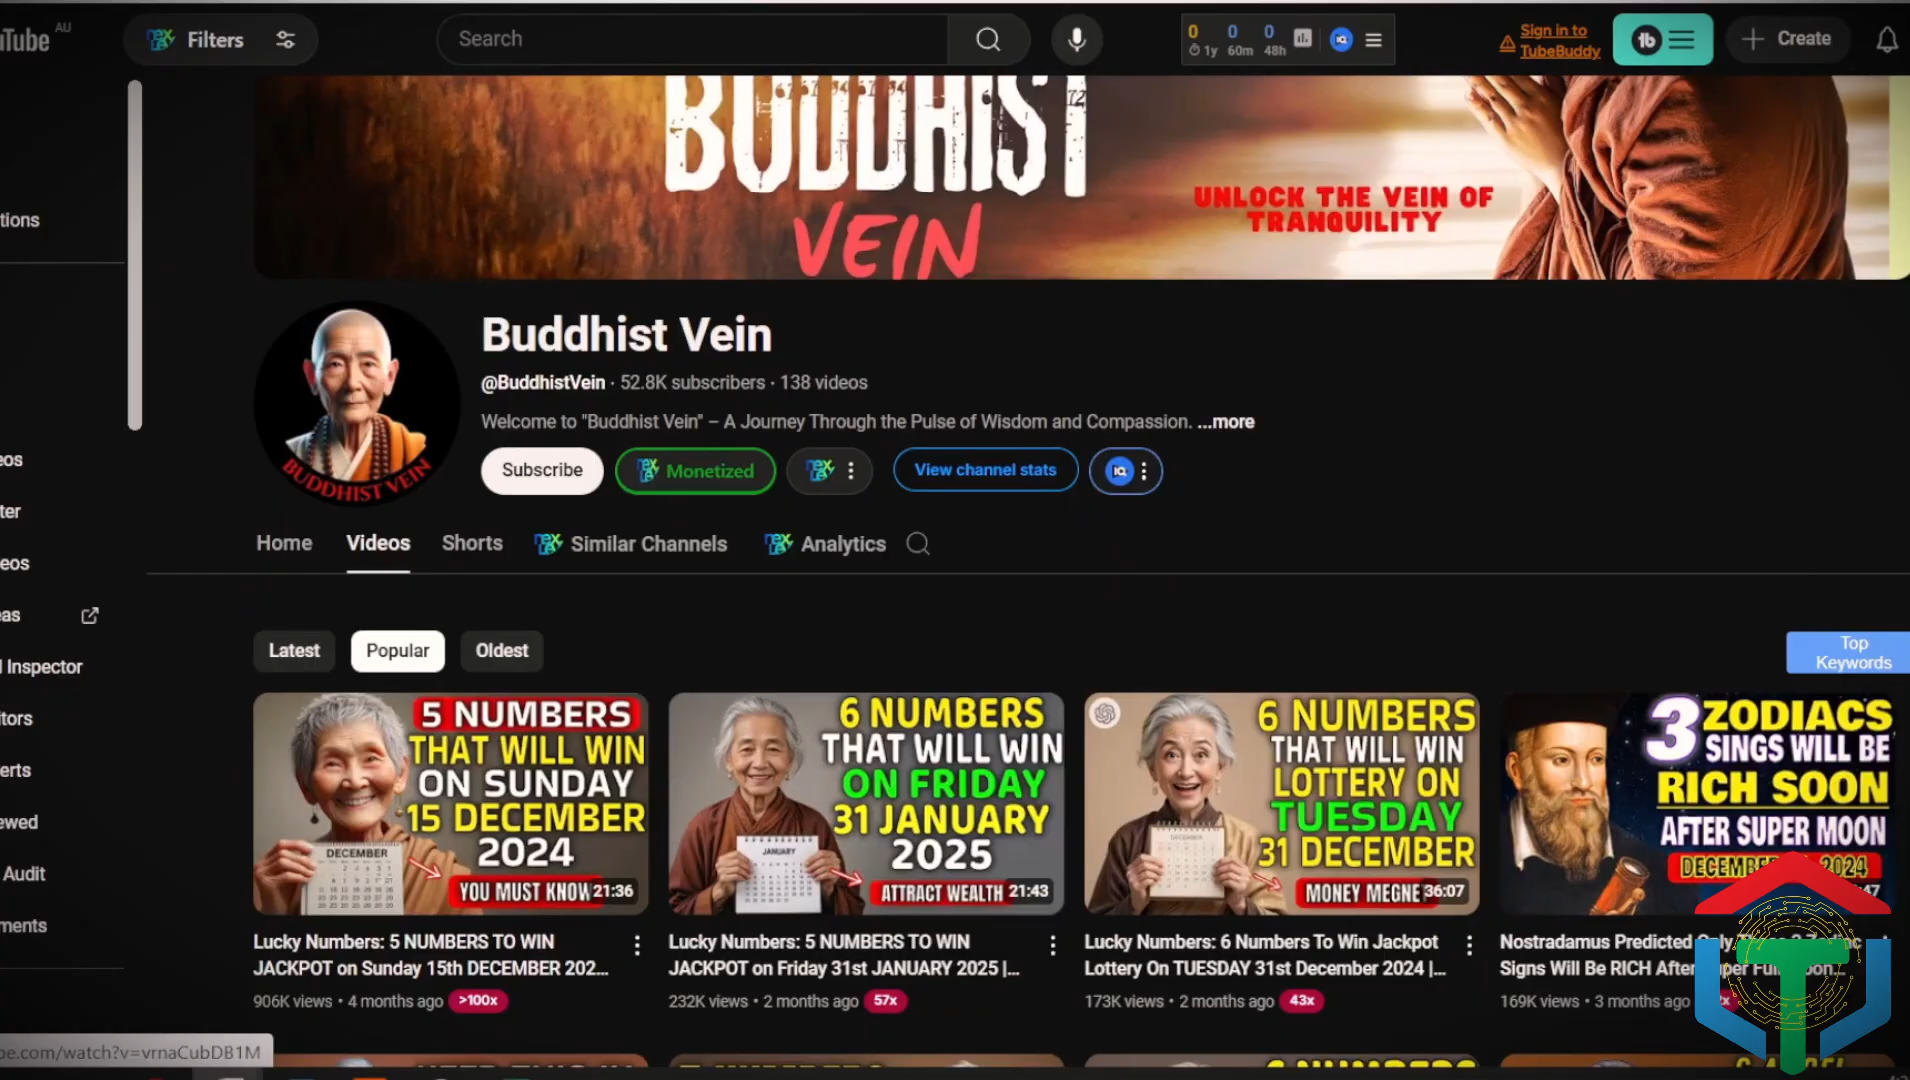 uTube AU
Filters
Search
0 0 0
1y 60m 48h
Sign in to
TubeBuddy
Create
BUDDHIST
VEIN
UNLOCK THE VEIN OF
TRANQUILITY
tions
Buddhist Vein
@BuddhistVein · 52.8K subscribers · 138 videos
Welcome to "Buddhist Vein" – A Journey Through the Pulse of Wisdom and Compassion. ...more
BUDDHIST VEIN
Subscribe
Monetized
View channel stats
Home
Videos
Shorts
Similar Channels
Analytics
eos
ter
eos
eas
l Inspector
itors
erts
ewed
Audit
ments
Latest
Popular
Oldest
Top
Keywords
5 NUMBERS
THAT WILL WIN
ON SUNDAY
15 DECEMBER
2024
DECEMBER
YOU MUST KNOW
21:36
6 NUMBERS
THAT WILL WIN
ON FRIDAY
31 JANUARY
2025
JANUARY
ATTRACT WEALTH
21:43
6 NUMBERS
THAT WILL WIN
LOTTERY ON
TUESDAY
31 DECEMBER
DECEMBER
MONEY MEGNE
36:07
3 ZODIACS
SINGS WILL BE
RICH SOON
AFTER SUPER MOON
2024
Lucky Numbers: 5 NUMBERS TO WIN
JACKPOT on Sunday 15th DECEMBER 202...
906K views · 4 months ago >100x
Lucky Numbers: 5 NUMBERS TO WIN
JACKPOT on Friday 31st JANUARY 2025 |...
232K views · 2 months ago 57x
Lucky Numbers: 6 Numbers To Win Jackpot
Lottery On TUESDAY 31st December 2024 |...
173K views · 2 months ago 43x
Nostradamus Predicted
Signs Will Be RICH After
169K views · 3 months ago
be.com/watch?v=vrnaCubDB1M